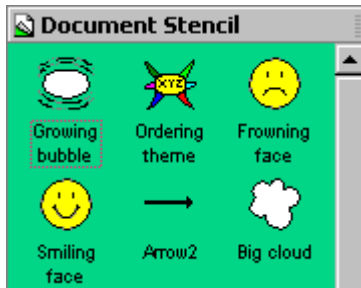 Document Stencil
XYZ
Growing Ordering Frowning
bubble theme face
Smiling Arrow2 Big cloud
face